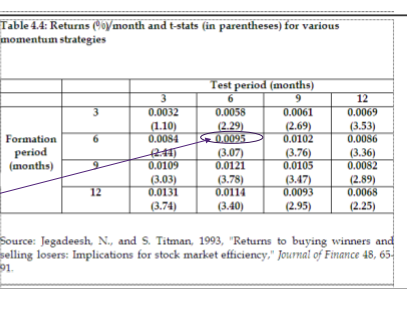 Table 4.4: Returns (%)/month and t-stats (in parentheses) for various
momentum strategies
Test period (months)
3 6 9 12
3 0.0032 0.0058 0.0061 0.0069
(1.10) (2.29) (2.69) (3.53)
Formation 6 0.0084 0.0095 0.0102 0.0086
period (2.44) (3.07) (3.76) (3.36)
(months) 9 0.0109 0.0121 0.0105 0.0082
(3.03) (3.78) (3.47) (2.89)
12 0.0131 0.0114 0.0093 0.0068
(3.74) (3.40) (2.95) (2.25)
Source: Jegadeesh, N., and S. Titman, 1993, "Returns to buying winners and
selling losers: Implications for stock market efficiency," Journal of Finance 48, 65-
91.